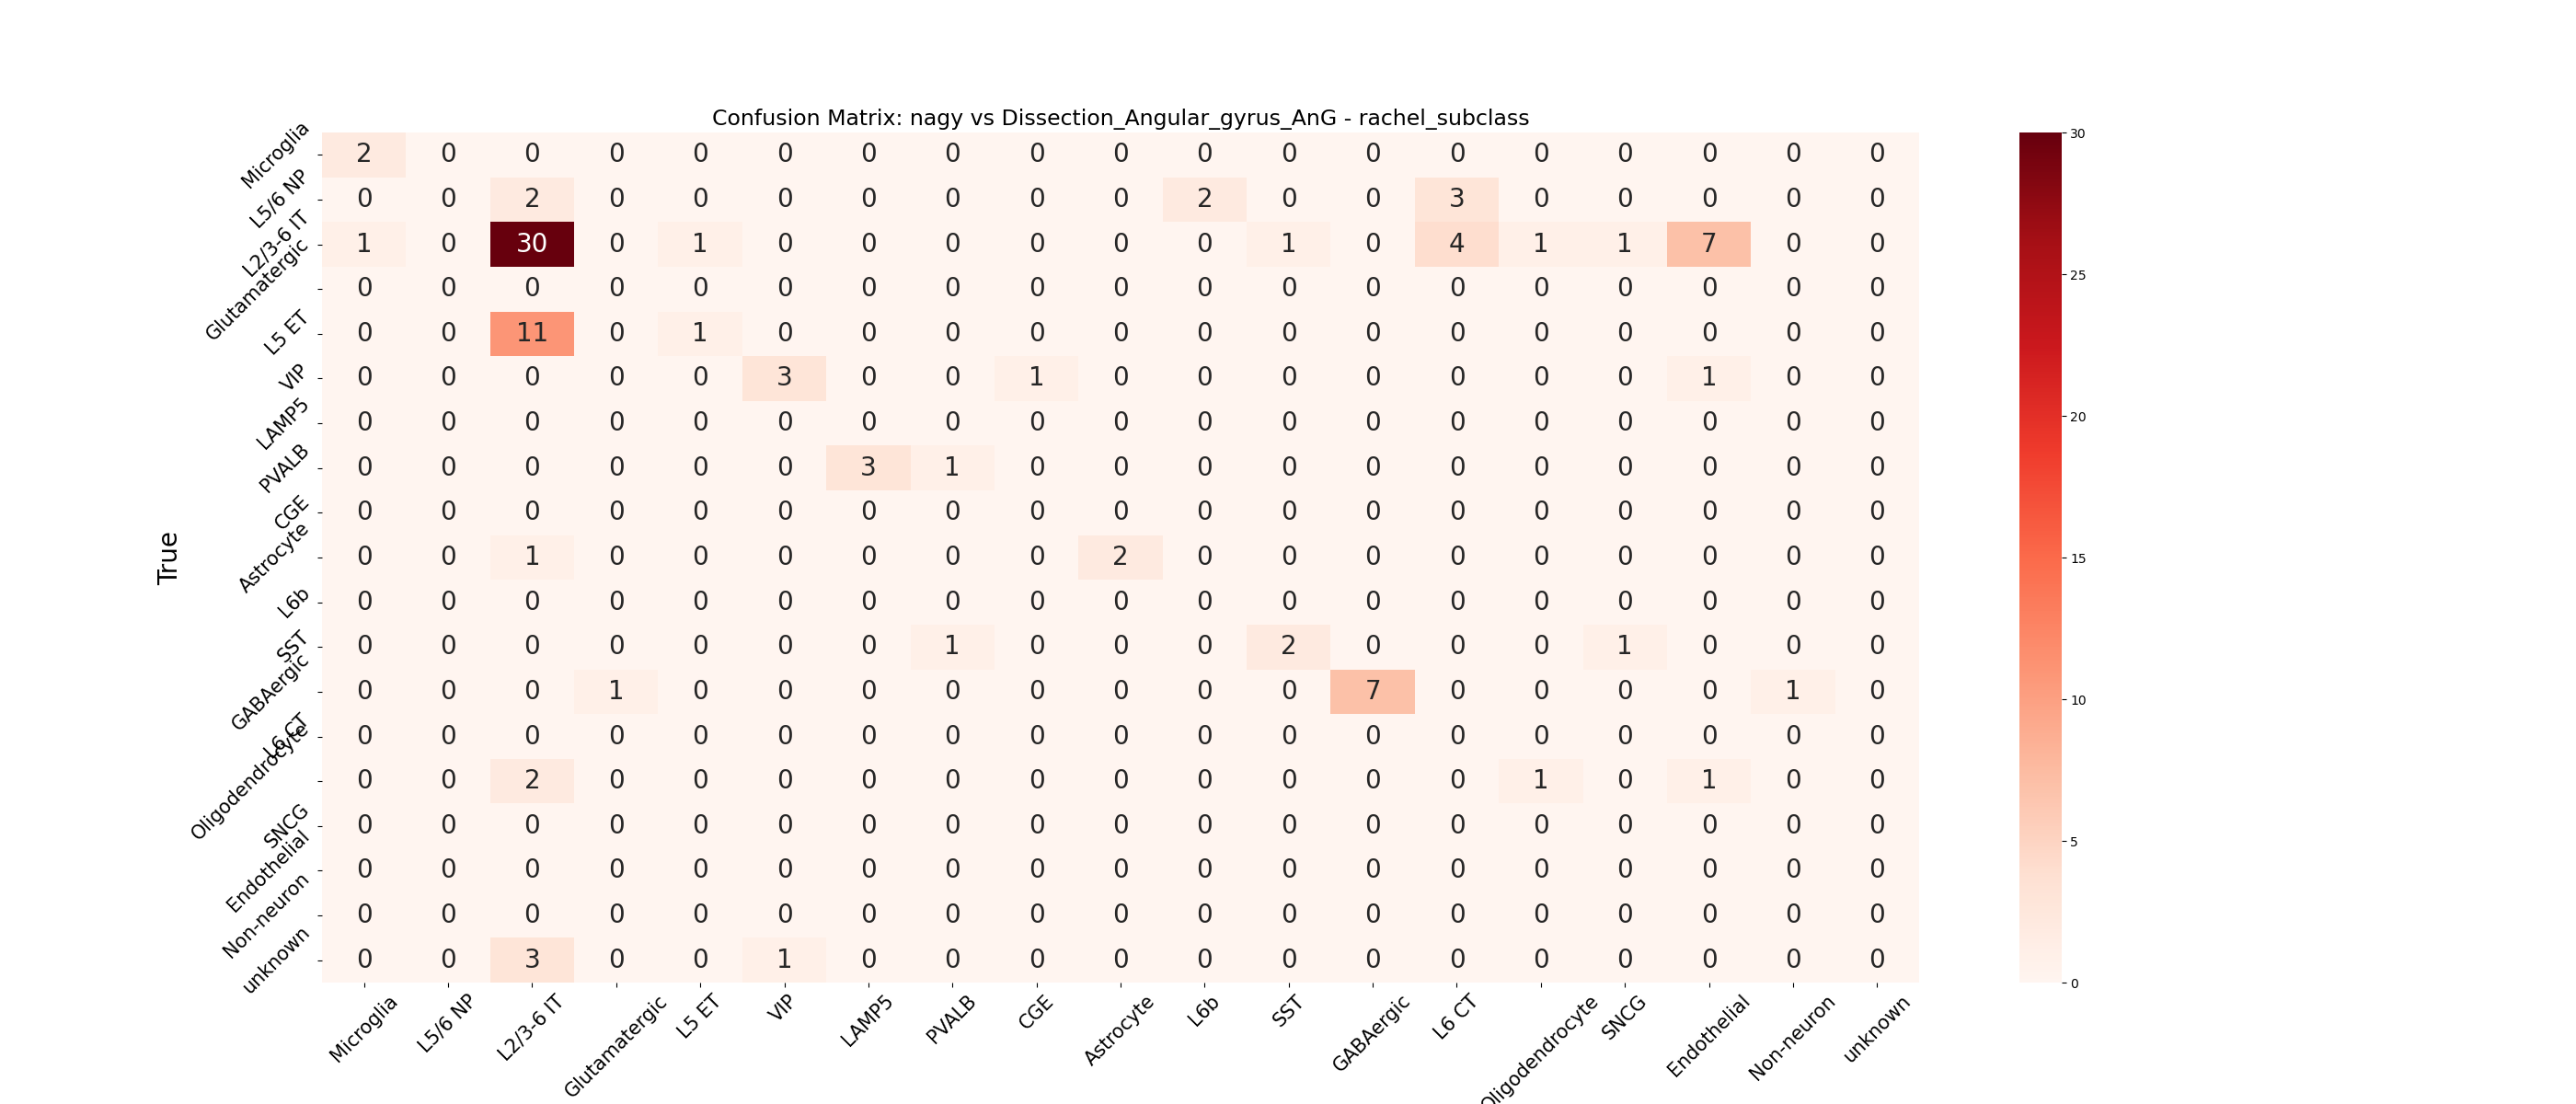 Confusion Matrix: nagy vs Dissection_Angular_gyrus_AnG - rachel_subclass
True
Microglia 2 0 0 0 0 0 0 0 0 0 0 0 0 0 0 0 0 0 0
L5/6 NP 0 0 2 0 0 0 0 0 0 0 2 0 0 3 0 0 0 0 0
L2/3-6 IT 1 0 30 0 1 0 0 0 0 0 0 1 0 4 1 1 7 0 0
Glutamatergic 0 0 0 0 0 0 0 0 0 0 0 0 0 0 0 0 0 0 0
L5 ET 0 0 11 0 1 0 0 0 0 0 0 0 0 0 0 0 0 0 0
VIP 0 0 0 0 0 3 0 0 1 0 0 0 0 0 0 0 1 0 0
LAMP5 0 0 0 0 0 0 0 0 0 0 0 0 0 0 0 0 0 0 0
PVALB 0 0 0 0 0 0 3 1 0 0 0 0 0 0 0 0 0 0 0
CGE 0 0 0 0 0 0 0 0 0 0 0 0 0 0 0 0 0 0 0
Astrocyte 0 0 1 0 0 0 0 0 0 2 0 0 0 0 0 0 0 0 0
L6b 0 0 0 0 0 0 0 0 0 0 0 0 0 0 0 0 0 0 0
SST 0 0 0 0 0 0 0 1 0 0 0 2 0 0 0 1 0 0 0
GABAergic 0 0 0 1 0 0 0 0 0 0 0 0 7 0 0 0 0 1 0
L6 CT 0 0 0 0 0 0 0 0 0 0 0 0 0 0 0 0 0 0 0
Oligodendrocyte 0 0 2 0 0 0 0 0 0 0 0 0 0 0 1 0 1 0 0
SNCG 0 0 0 0 0 0 0 0 0 0 0 0 0 0 0 0 0 0 0
Endothelial 0 0 0 0 0 0 0 0 0 0 0 0 0 0 0 0 0 0 0
Non-neuron 0 0 0 0 0 0 0 0 0 0 0 0 0 0 0 0 0 0 0
unknown 0 0 3 0 0 1 0 0 0 0 0 0 0 0 0 0 0 0 0
Microglia L5/6 NP L2/3-6 IT Glutamatergic L5 ET VIP LAMP5 PVALB CGE Astrocyte L6b SST GABAergic L6 CT Oligodendrocyte SNCG Endothelial Non-neuron unknown
30
25
20
15
10
5
0